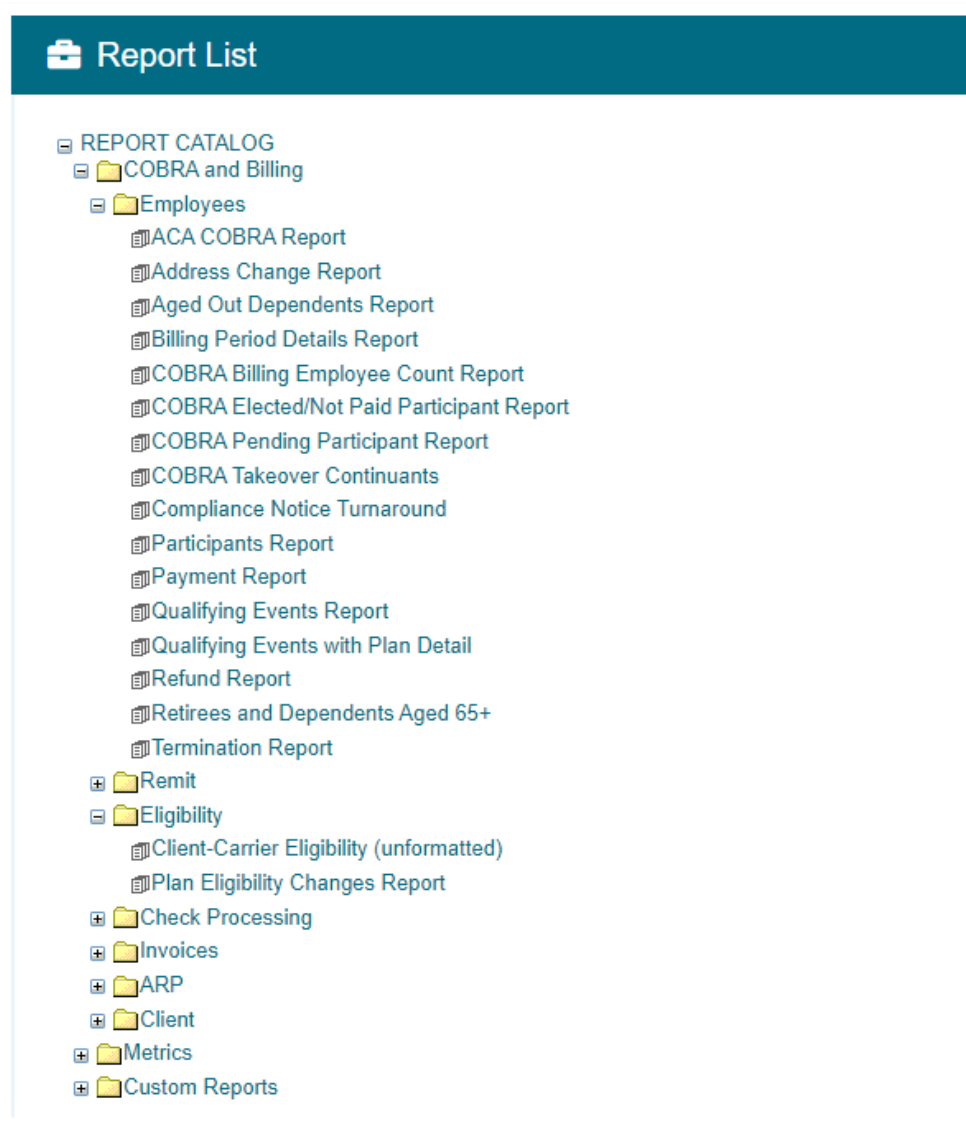 Report List
REPORT CATALOG
COBRA and Billing
Employees
ACA COBRA Report
Address Change Report
Aged Out Dependents Report
Billing Period Details Report
COBRA Billing Employee Count Report
COBRA Elected/Not Paid Participant Report
COBRA Pending Participant Report
COBRA Takeover Continuants
Compliance Notice Turnaround
Participants Report
Payment Report
Qualifying Events Report
Qualifying Events with Plan Detail
Refund Report
Retirees and Dependents Aged 65+
Termination Report
Remit
Eligibility
Client-Carrier Eligibility (unformatted)
Plan Eligibility Changes Report
Check Processing
Invoices
ARP
Client
Metrics
Custom Reports